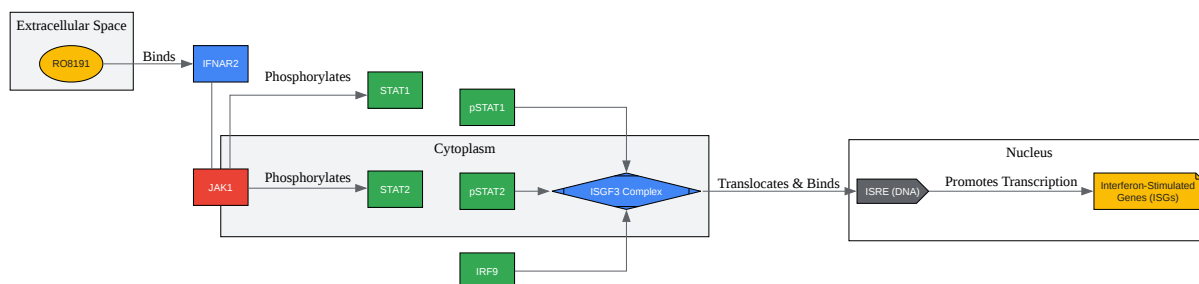 Extracellular Space
RO8191
Binds
IFNAR2
Phosphorylates
STAT1
pSTAT1
Cytoplasm
JAK1
Phosphorylates
STAT2
pSTAT2
ISGF3 Complex
IRF9
Translocates & Binds
Nucleus
ISRE (DNA)
Promotes Transcription
Interferon-Stimulated
Genes (ISGs)